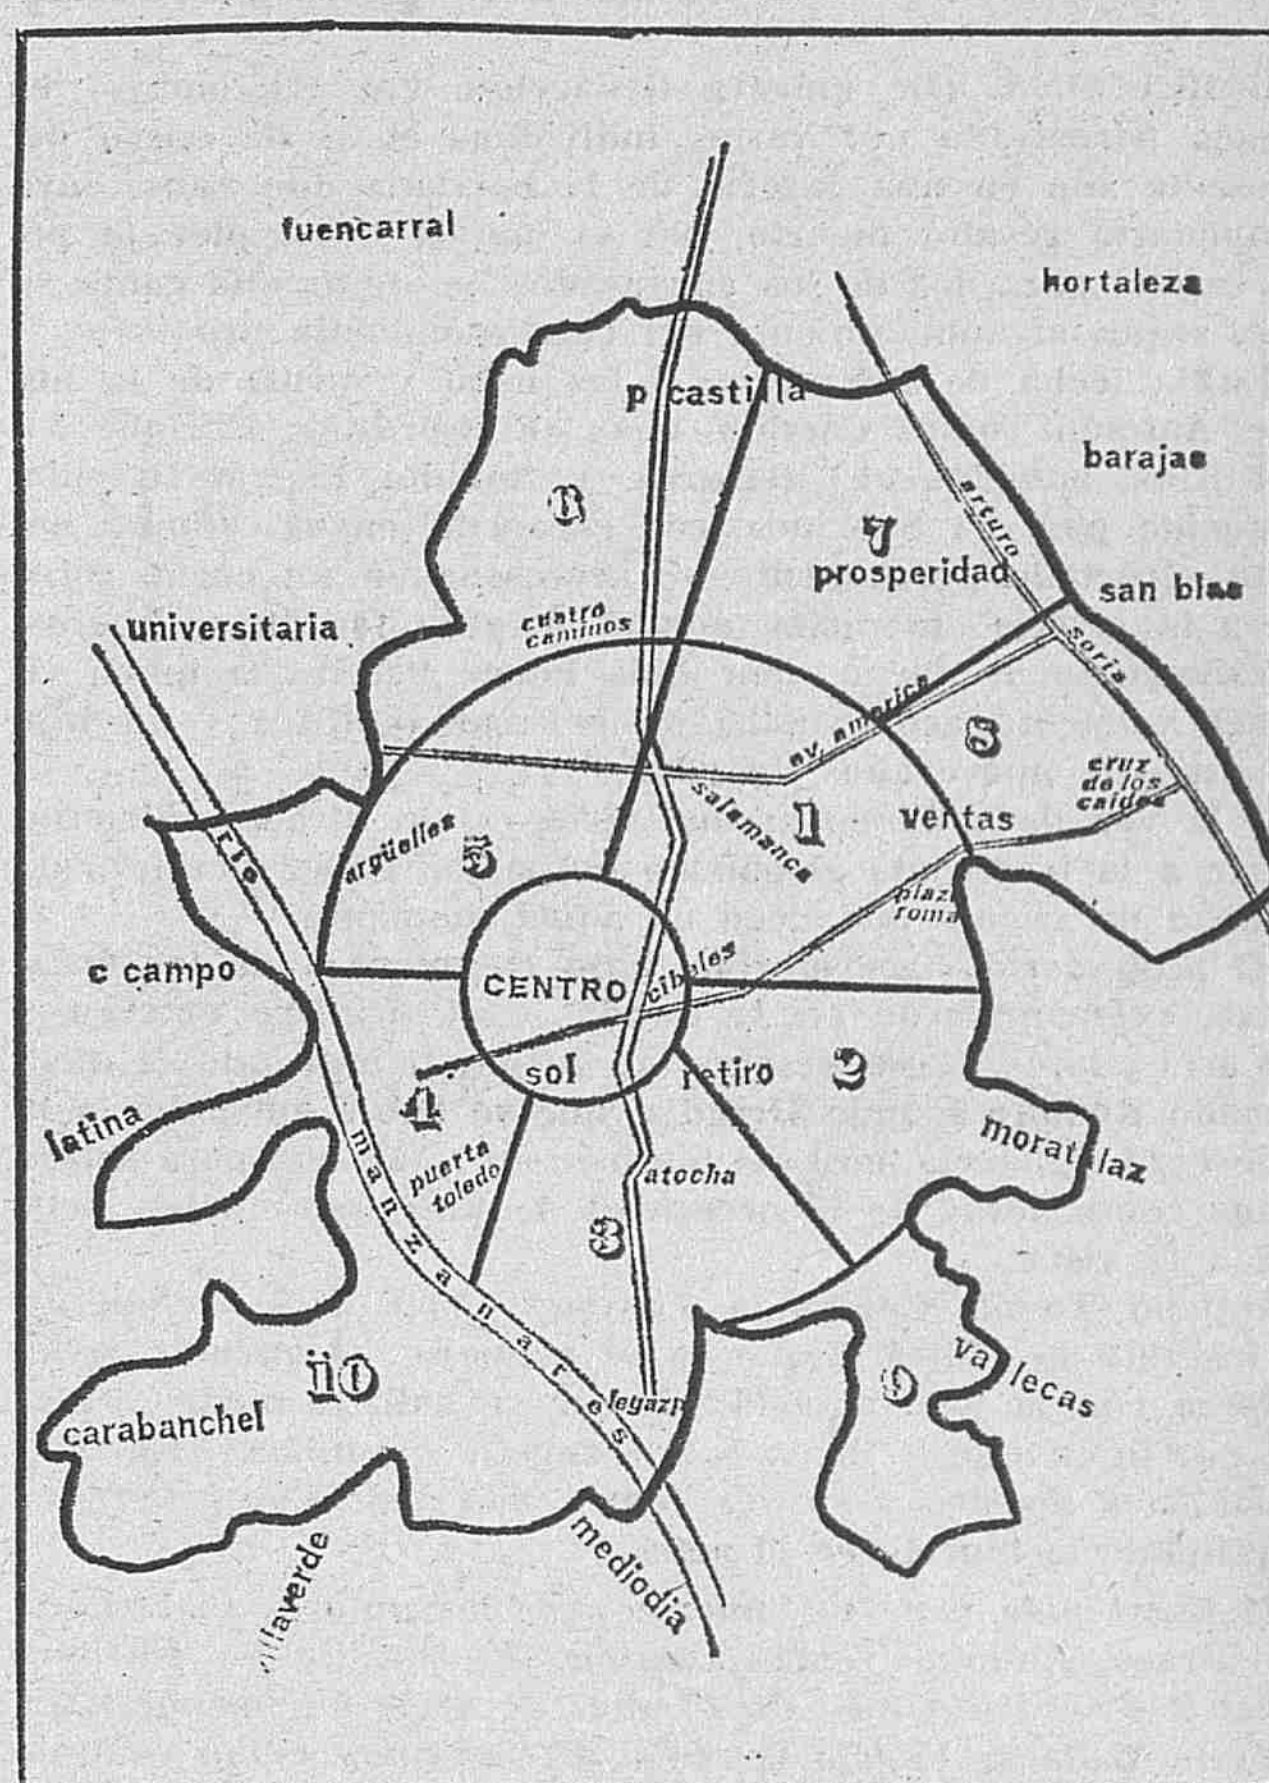 fuencarral
hortaleza
p castilla
barajas
6
arturo
7
prosperidad
san blas
cuatro
caminos
universitaria
soria
av. america
8
cruz
de los
caidos
salamanca
1
ventas
rio
argüelles
5
plaza
roma
c campo
CENTRO
cibeles
sol
retiro
2
4
latina
moratalaz
manzanares
puerta
toledo
atocha
3
10
vallecas
9
legazpi
carabanchel
mediodia
villaverde